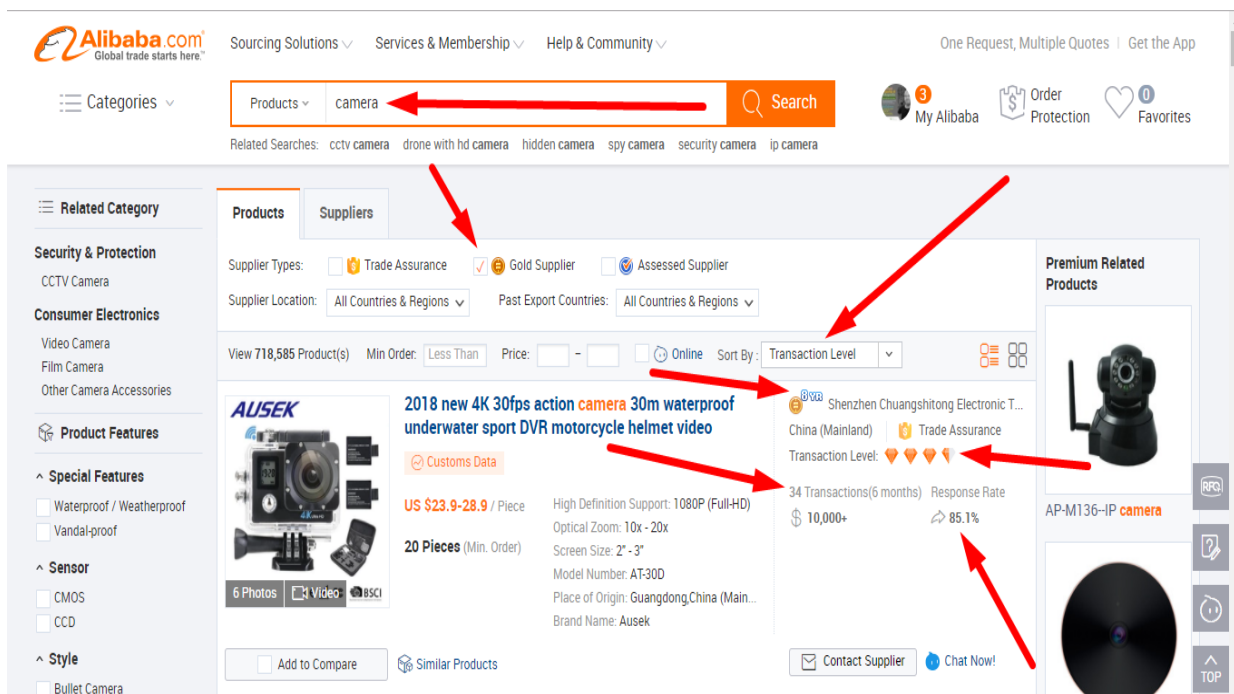 Alibaba.com
Global trade starts here.™
Sourcing Solutions
Services & Membership
Help & Community
One Request, Multiple Quotes | Get the App
Categories
Products
camera
Search
3
My Alibaba
Order
Protection
0
Favorites
Related Searches: cctv camera drone with hd camera hidden camera spy camera security camera ip camera
Related Category
Security & Protection
CCTV Camera
Consumer Electronics
Video Camera
Film Camera
Other Camera Accessories
Product Features
Special Features
Waterproof / Weatherproof
Vandal-proof
Sensor
CMOS
CCD
Style
Bullet Camera
Products Suppliers
Supplier Types: Trade Assurance Gold Supplier Assessed Supplier
Supplier Location: All Countries & Regions Past Export Countries: All Countries & Regions
View 718,585 Product(s) Min Order: Less Than Price: - Online Sort By : Transaction Level
AUSEK
4K
6 Photos Video BSCI
2018 new 4K 30fps action camera 30m waterproof
underwater sport DVR motorcycle helmet video
Customs Data
US $23.9-28.9 / Piece
20 Pieces (Min. Order)
High Definition Support: 1080P (Full-HD)
Optical Zoom: 10x - 20x
Screen Size: 2" - 3"
Model Number: AT-30D
Place of Origin: Guangdong,China (Main...
Brand Name: Ausek
8 YR Shenzhen Chuangshitong Electronic T...
China (Mainland) Trade Assurance
Transaction Level:
34 Transactions(6 months) Response Rate
$ 10,000+ 85.1%
Add to Compare Similar Products
Contact Supplier Chat Now!
Premium Related
Products
AP-M136--IP camera
RFQ
TOP